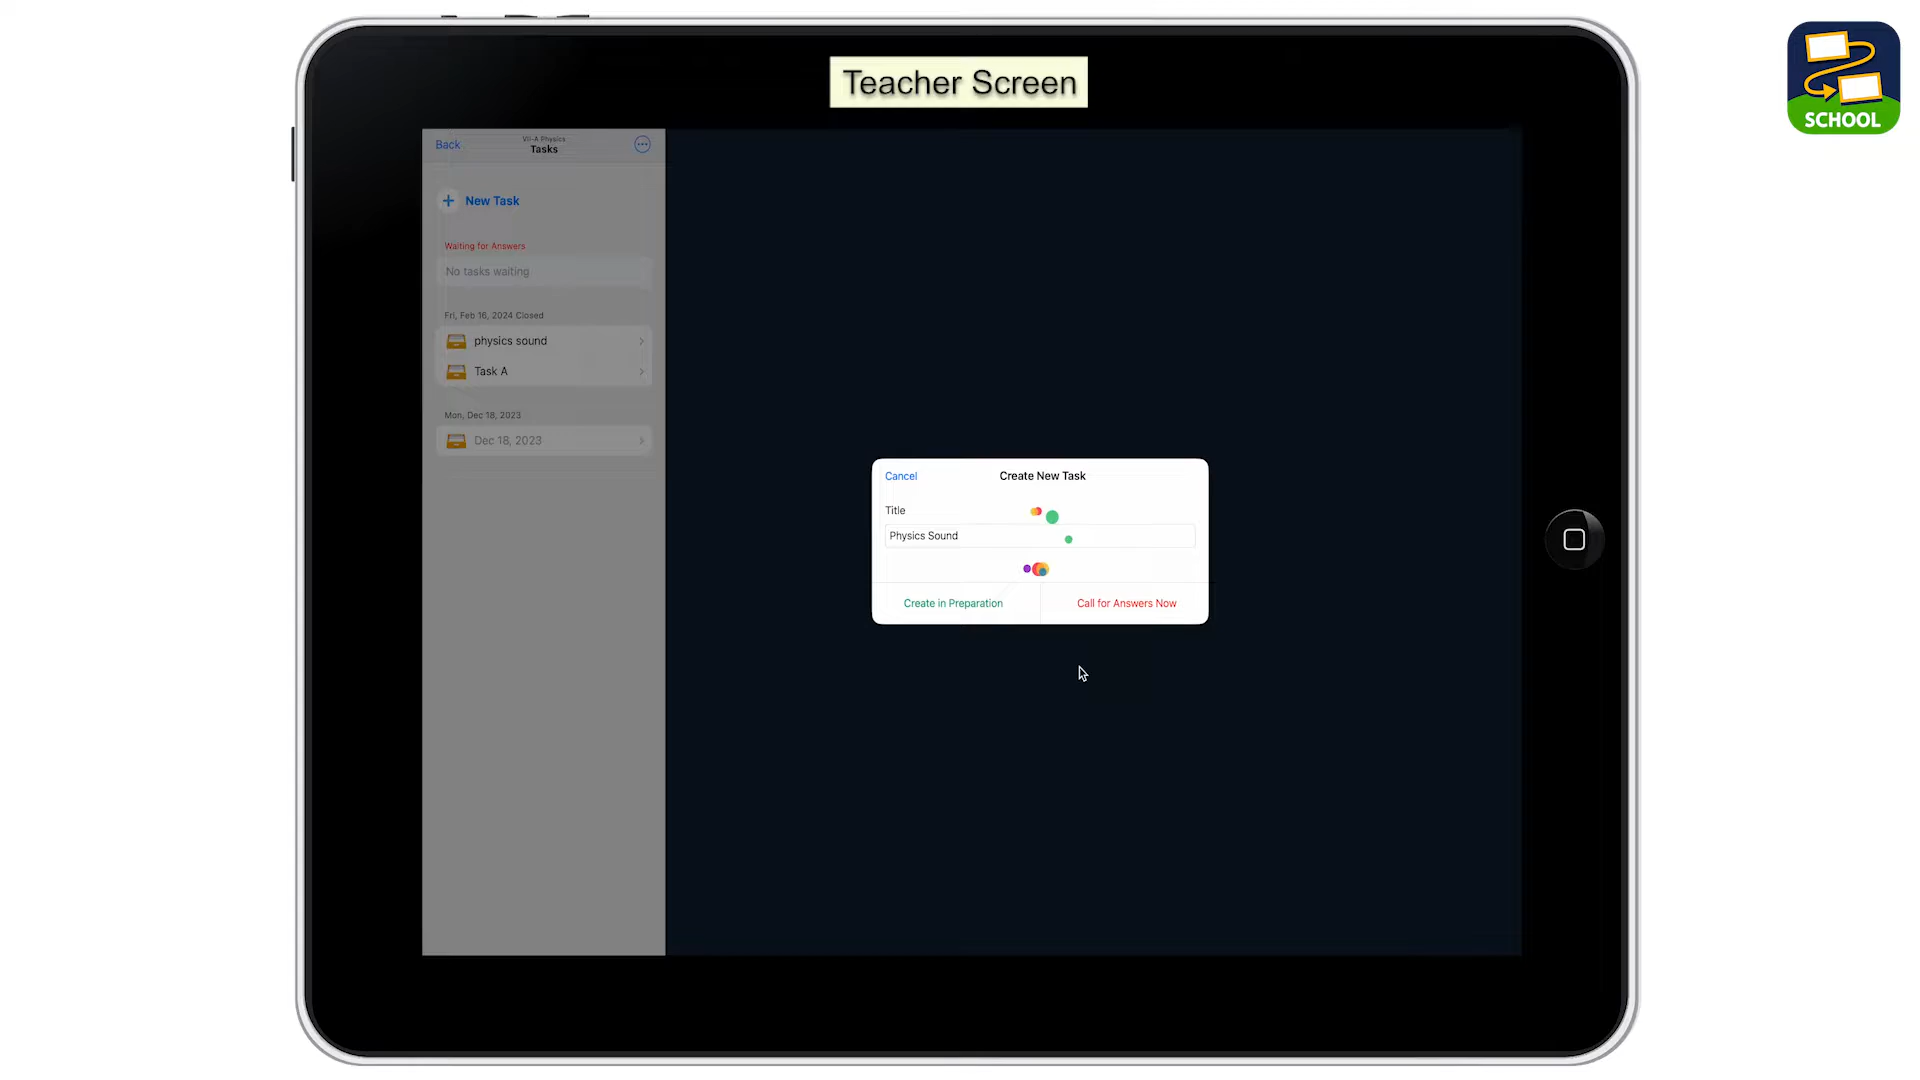 Teacher Screen
SCHOOL
Back
VII-A Physics
Tasks
New Task
Waiting for Answers
No tasks waiting
Fri, Feb 16, 2024 Closed
physics sound
Task A
Mon, Dec 18, 2023
Dec 18, 2023
Cancel
Create New Task
Title
Physics Sound
Create in Preparation
Call for Answers Now